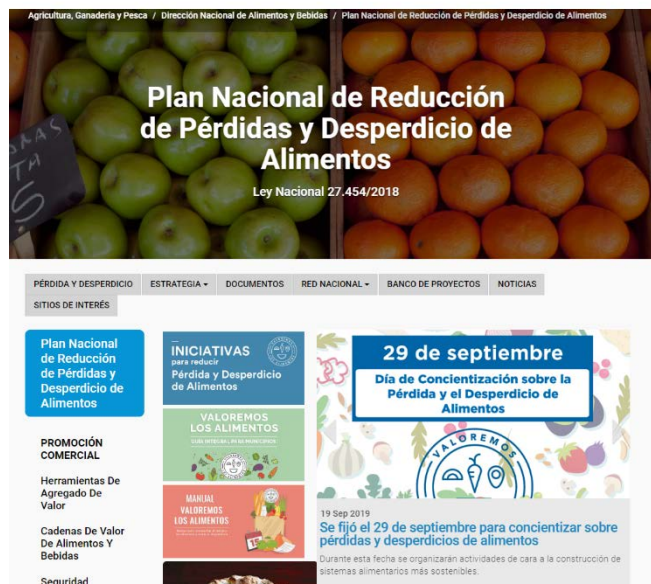 Agricultura, Ganadería y Pesca / Dirección Nacional de Alimentos y Bebidas / Plan Nacional de Reducción de Pérdidas y Desperdicio de Alimentos
Plan Nacional de Reducción
de Pérdidas y Desperdicio de
Alimentos
Ley Nacional 27.454/2018
PÉRDIDA Y DESPERDICIO
ESTRATEGIA
DOCUMENTOS
RED NACIONAL
BANCO DE PROYECTOS
NOTICIAS
SITIOS DE INTERÉS
Plan Nacional
de Reducción
de Pérdidas y
Desperdicio de
Alimentos
PROMOCIÓN
COMERCIAL
Herramientas De
Agregado De
Valor
Cadenas De Valor
De Alimentos Y
Bebidas
Seguridad
INICIATIVAS
para reducir
Pérdida y Desperdicio
de Alimentos
VALOREMOS
LOS ALIMENTOS
MANUAL
VALOREMOS
LOS ALIMENTOS
29 de septiembre
Día de Concientización sobre la
Pérdida y el Desperdicio de
Alimentos
VALOREMOS
19 Sep 2019
Se fijó el 29 de septiembre para concientizar sobre
pérdidas y desperdicios de alimentos
Durante esta fecha se organizarán actividades de cara a la construcción de
sistemas alimentarios más sostenibles.